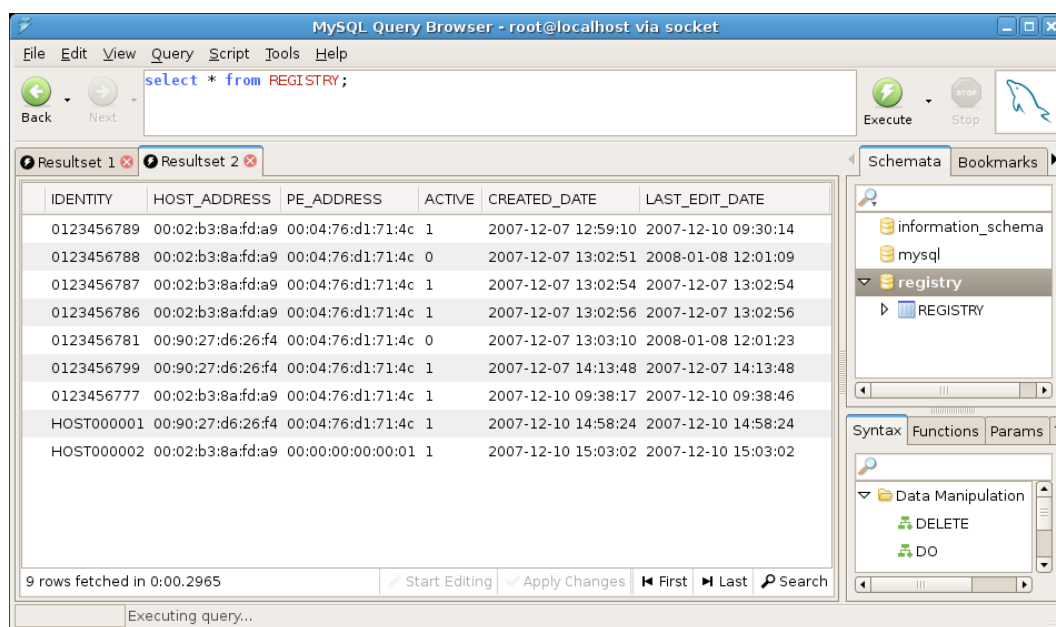 MySQL Query Browser - root@localhost via socket
File Edit View Query Script Tools Help
select * from REGISTRY;
Back Next Execute STOP Stop
Resultset 1 Resultset 2 Schemata Bookmarks
IDENTITY HOST_ADDRESS PE_ADDRESS ACTIVE CREATED_DATE LAST_EDIT_DATE
0123456789 00:02:b3:8a:fd:a9 00:04:76:d1:71:4c 1 2007-12-07 12:59:10 2007-12-10 09:30:14
0123456788 00:02:b3:8a:fd:a9 00:04:76:d1:71:4c 0 2007-12-07 13:02:51 2008-01-08 12:01:09
0123456787 00:02:b3:8a:fd:a9 00:04:76:d1:71:4c 1 2007-12-07 13:02:54 2007-12-07 13:02:54
0123456786 00:02:b3:8a:fd:a9 00:04:76:d1:71:4c 1 2007-12-07 13:02:56 2007-12-07 13:02:56
0123456781 00:90:27:d6:26:f4 00:04:76:d1:71:4c 0 2007-12-07 13:03:10 2008-01-08 12:01:23
0123456799 00:90:27:d6:26:f4 00:04:76:d1:71:4c 1 2007-12-07 14:13:48 2007-12-07 14:13:48
0123456777 00:02:b3:8a:fd:a9 00:04:76:d1:71:4c 1 2007-12-10 09:38:17 2007-12-10 09:38:46
HOST000001 00:90:27:d6:26:f4 00:04:76:d1:71:4c 1 2007-12-10 14:58:24 2007-12-10 14:58:24
HOST000002 00:02:b3:8a:fd:a9 00:00:00:00:00:01 1 2007-12-10 15:03:02 2007-12-10 15:03:02
9 rows fetched in 0:00.2965 Start Editing Apply Changes First Last Search
information_schema
mysql
registry
REGISTRY
Syntax Functions Params
Data Manipulation
DELETE
DO
Executing query...